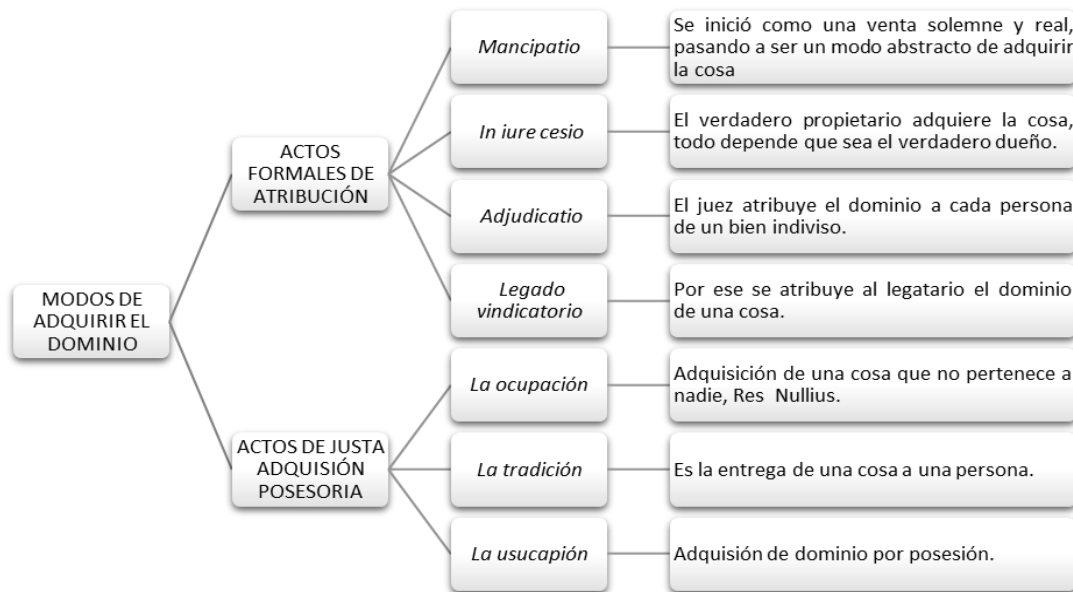 MODOS DE
ADQUIRIR EL
DOMINIO
ACTOS
FORMALES DE
ATRIBUCIÓN
Mancipatio
Se inició como una venta solemne y real,
pasando a ser un modo abstracto de adquirir
la cosa
In iure cesio
El verdadero propietario adquiere la cosa,
todo depende que sea el verdadero dueño.
Adjudicatio
El juez atribuye el dominio a cada persona
de un bien indiviso.
Legado
vindicatorio
Por ese se atribuye al legatario el dominio
de una cosa.
ACTOS DE JUSTA
ADQUISIÓN
POSESORIA
La ocupación
Adquisición de una cosa que no pertenece a
nadie, Res Nullius.
La tradición
Es la entrega de una cosa a una persona.
La usucapión
Adquisión de dominio por posesión.